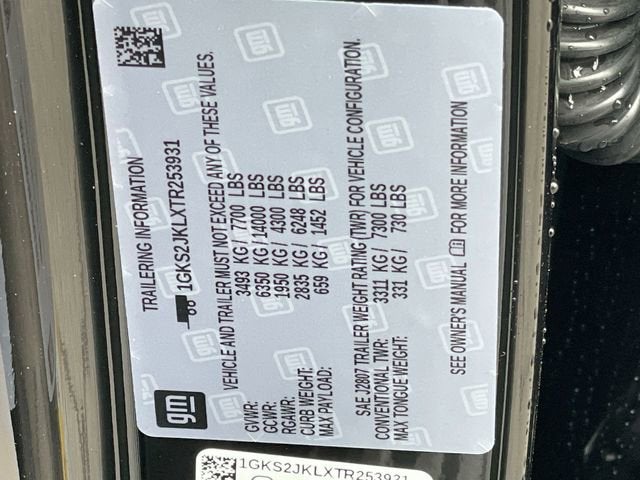 gm
TRAILERING INFORMATION
88 1GKS2JKLXTR253931
VEHICLE AND TRAILER MUST NOT EXCEED ANY OF THESE VALUES.
GVWR: 3493 KG/ 7700 LBS
GCWR: 6350 KG/14000 LBS
RGAWR: 1950 KG/ 4300 LBS
CURB WEIGHT: 2835 KG/ 6248 LBS
MAX PAYLOAD: 659 KG/ 1452 LBS
SAE J2807 TRAILER WEIGHT RATING (TWR) FOR VEHICLE CONFIGURATION.
CONVENTIONAL TWR: 3311 KG/ 7300 LBS
MAX TONGUE WEIGHT: 331 KG/ 730 LBS
SEE OWNER'S MANUAL FOR MORE INFORMATION
1GKS2JKLXTR253931